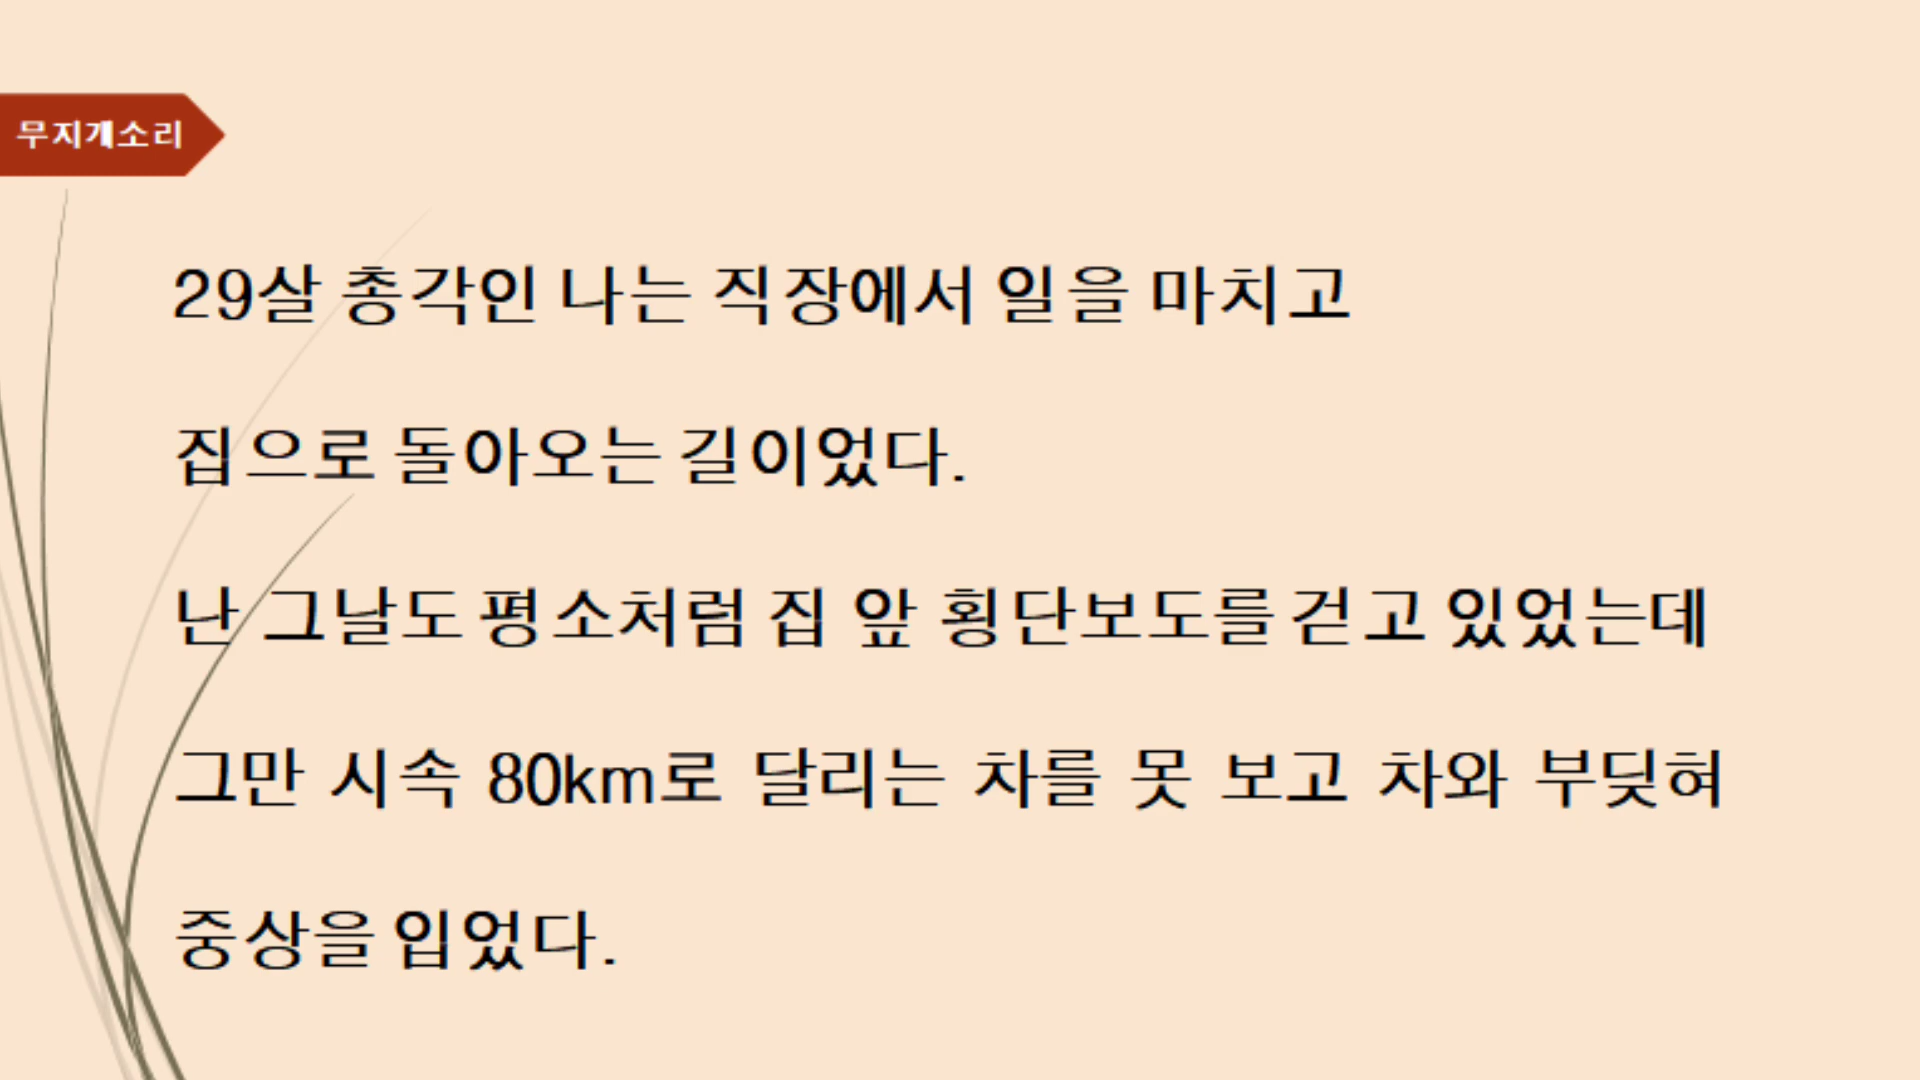 무지개소리
29살 총각인 나는 직장에서 일을 마치고
집으로 돌아오는 길이었다.
난 그날도 평소처럼 집 앞 횡단보도를 걷고 있었는데
그만 시속 80km로 달리는 차를 못 보고 차와 부딪혀
중상을 입었다.